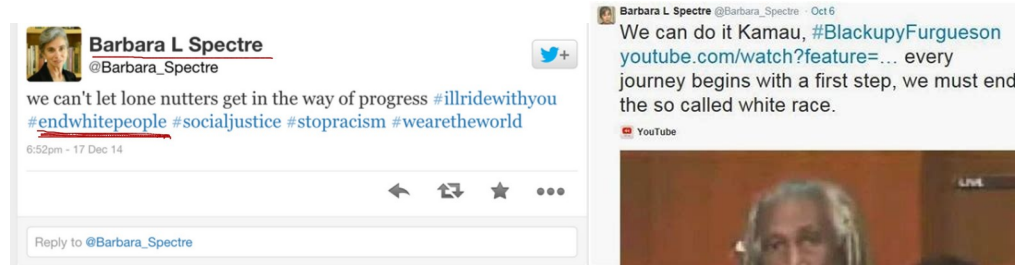 Barbara L Spectre
@Barbara_Spectre
we can't let lone nutters get in the way of progress #illridewithyou
#endwhitepeople #socialjustice #stopracism #wearetheworld
6:52pm - 17 Dec 14
Reply to @Barbara_Spectre
Barbara L Spectre @Barbara_Spectre · Oct 6
We can do it Kamau, #BlackupyFurgueson
youtube.com/watch?feature=... every
journey begins with a first step, we must end
the so called white race.
YouTube
LIVE